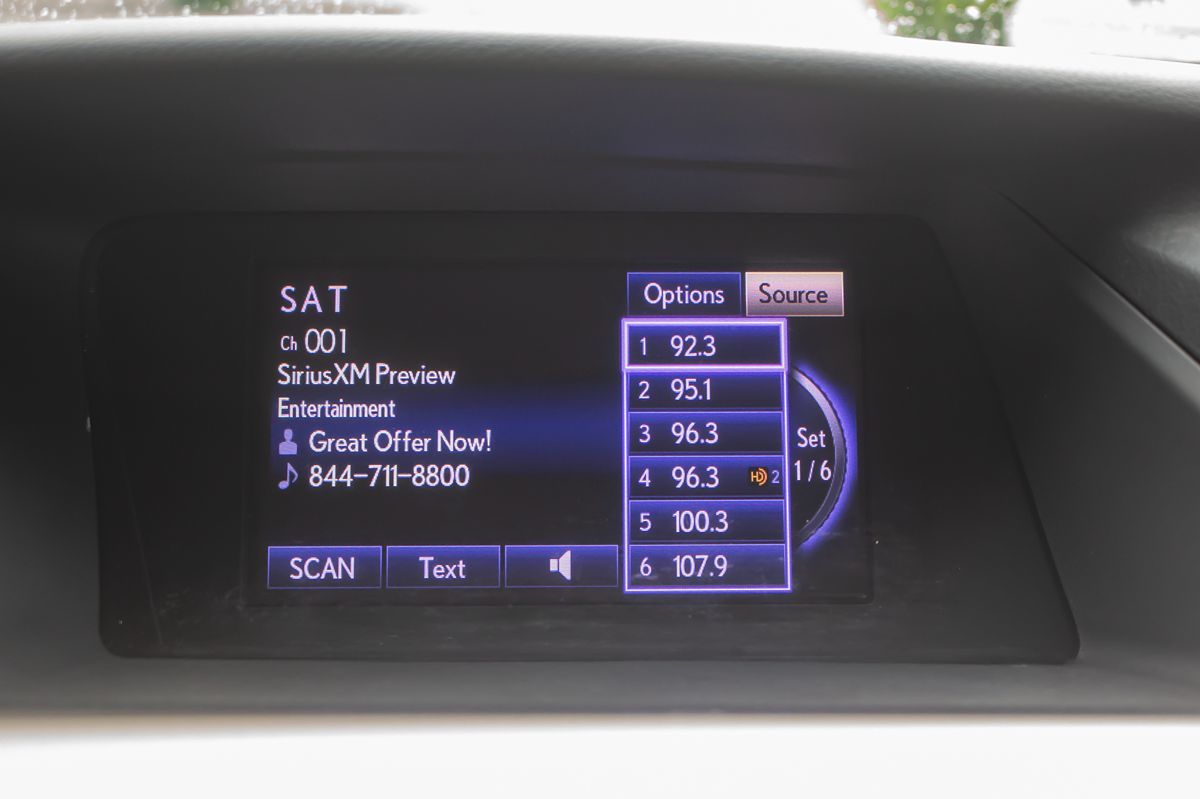 SAT
Ch 001
SiriusXM Preview
Entertainment
Great Offer Now!
844-711-8800
SCAN
Text
Options
Source
1 92.3
2 95.1
3 96.3
4 96.3 HD 2
5 100.3
6 107.9
Set
1/6